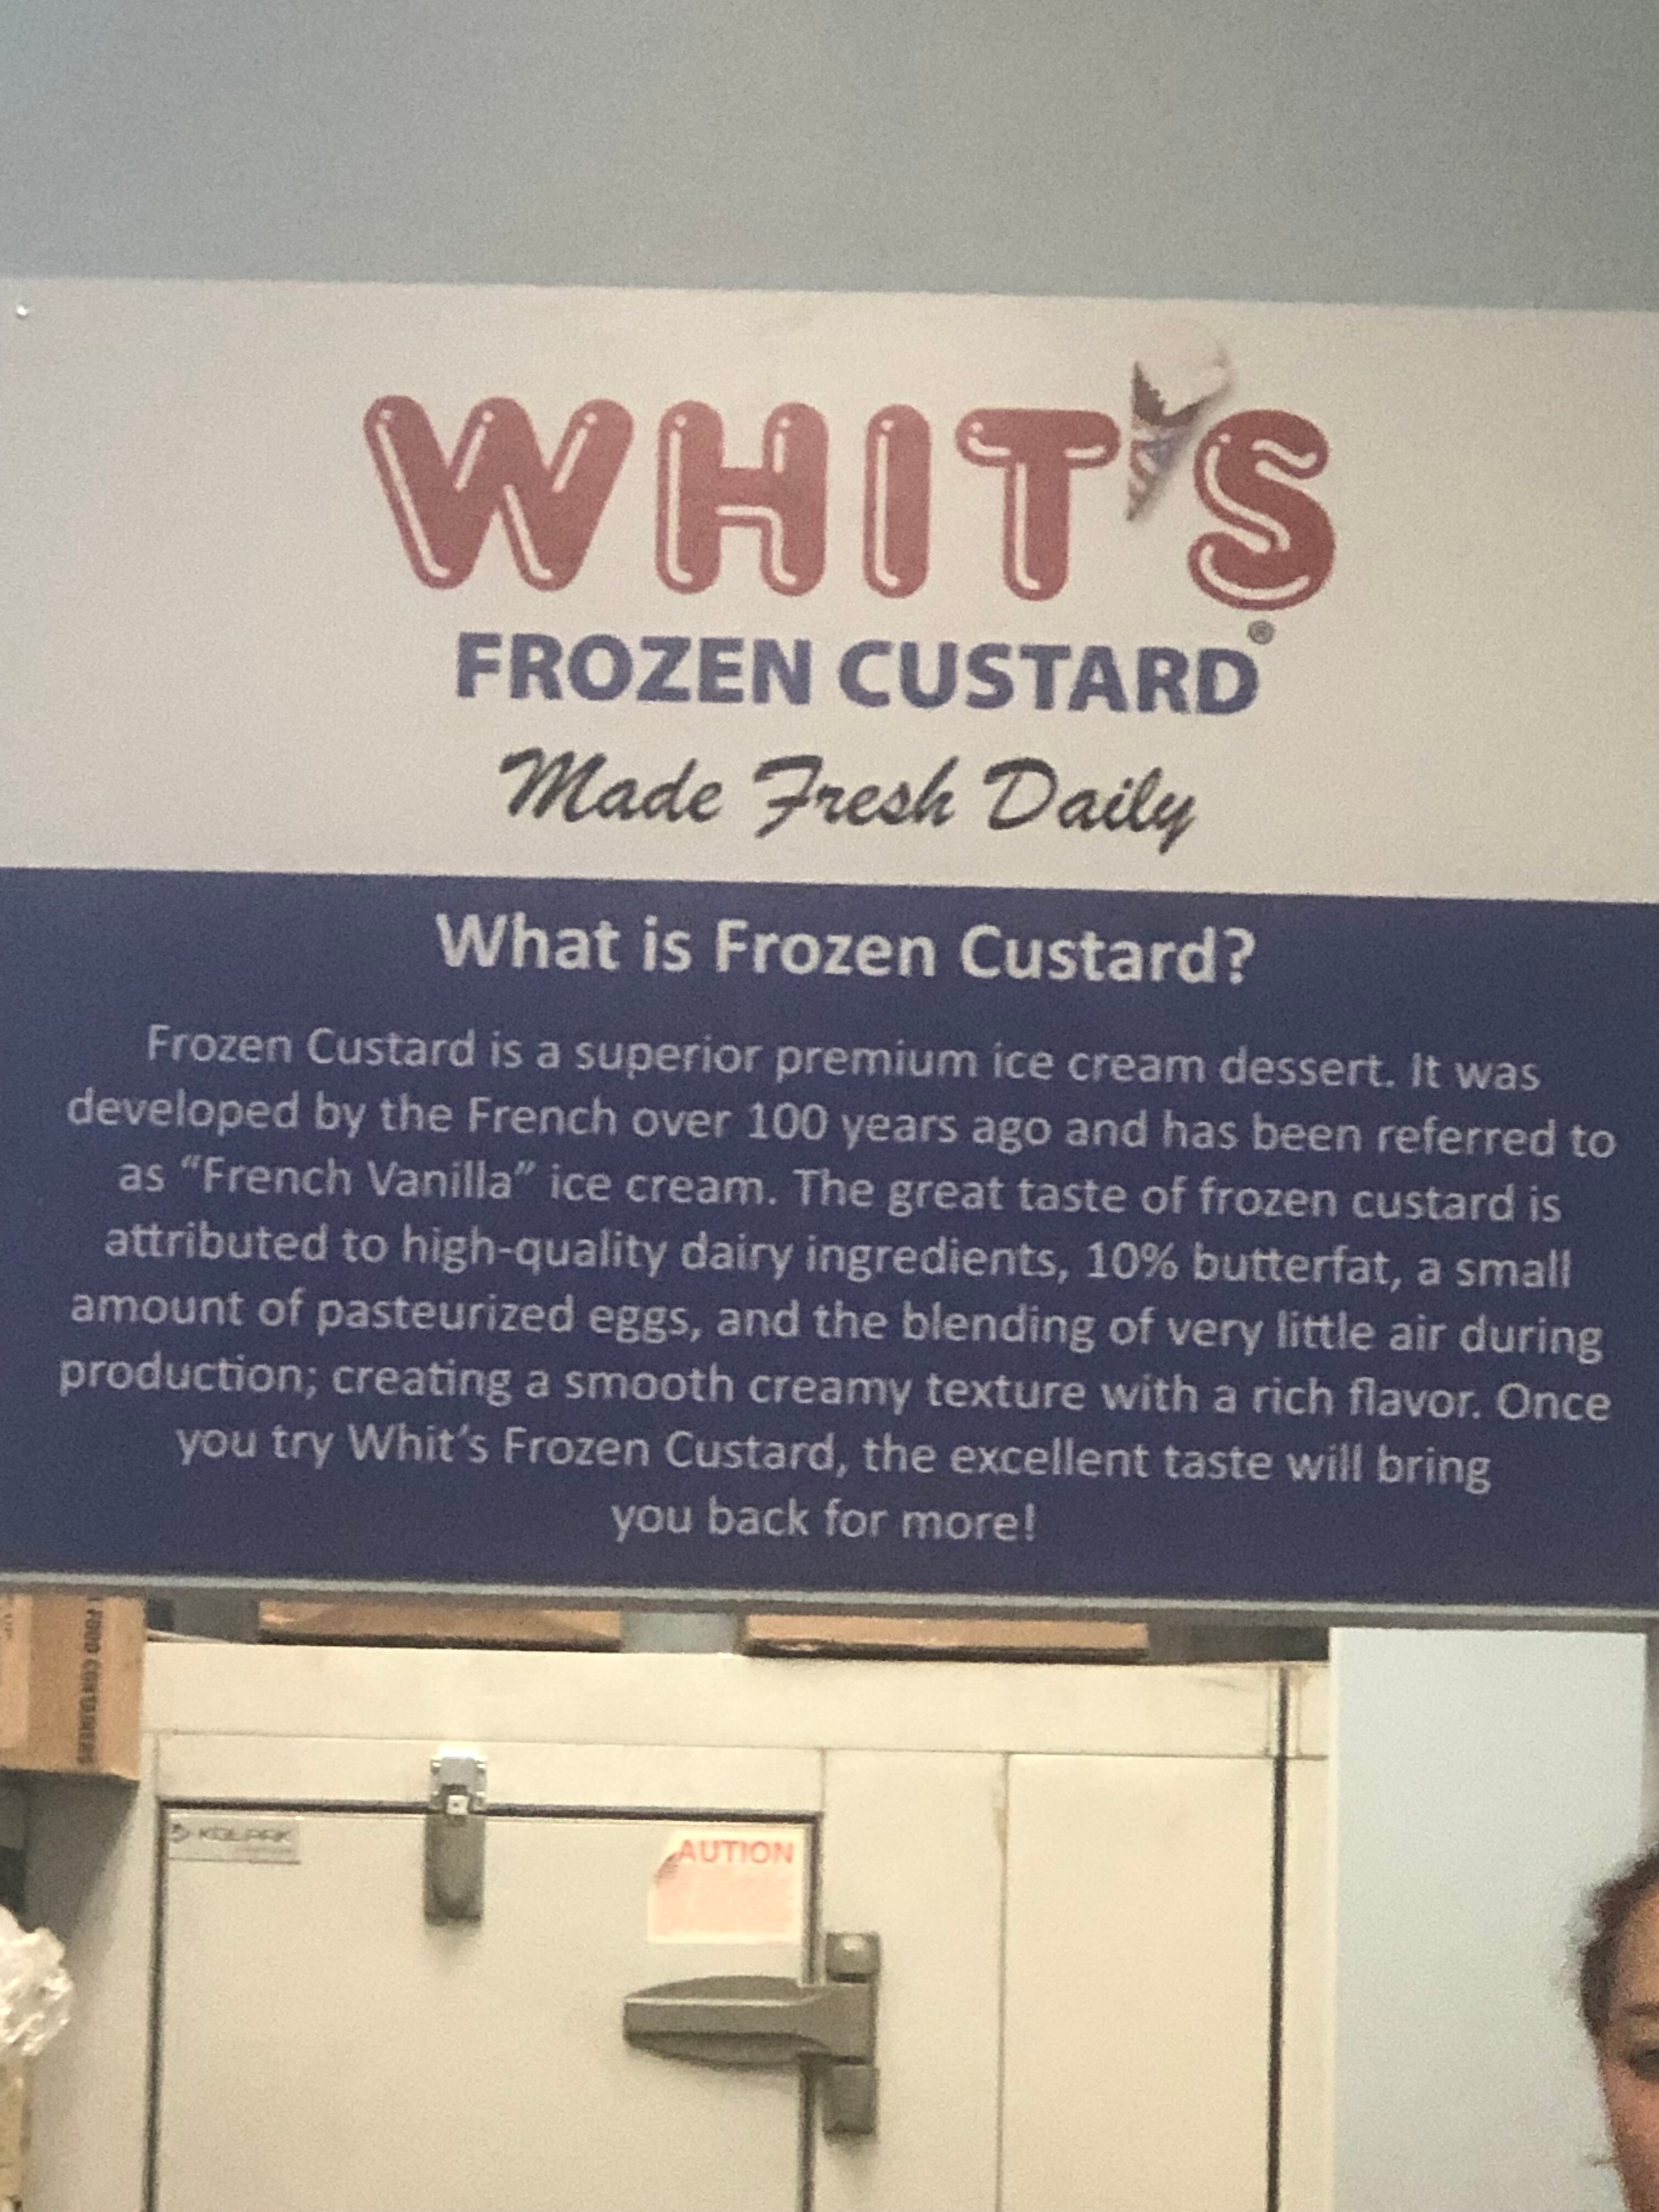 WHIT'S
FROZEN CUSTARD®
Made Fresh Daily
What is Frozen Custard?
Frozen Custard is a superior premium ice cream dessert. It was
developed by the French over 100 years ago and has been referred to
as “French Vanilla” ice cream. The great taste of frozen custard is
attributed to high-quality dairy ingredients, 10% butterfat, a small
amount of pasteurized eggs, and the blending of very little air during
production; creating a smooth creamy texture with a rich flavor. Once
you try Whit’s Frozen Custard, the excellent taste will bring
you back for more!
FOOD CONTAINERS
KOLPAK
AUTION